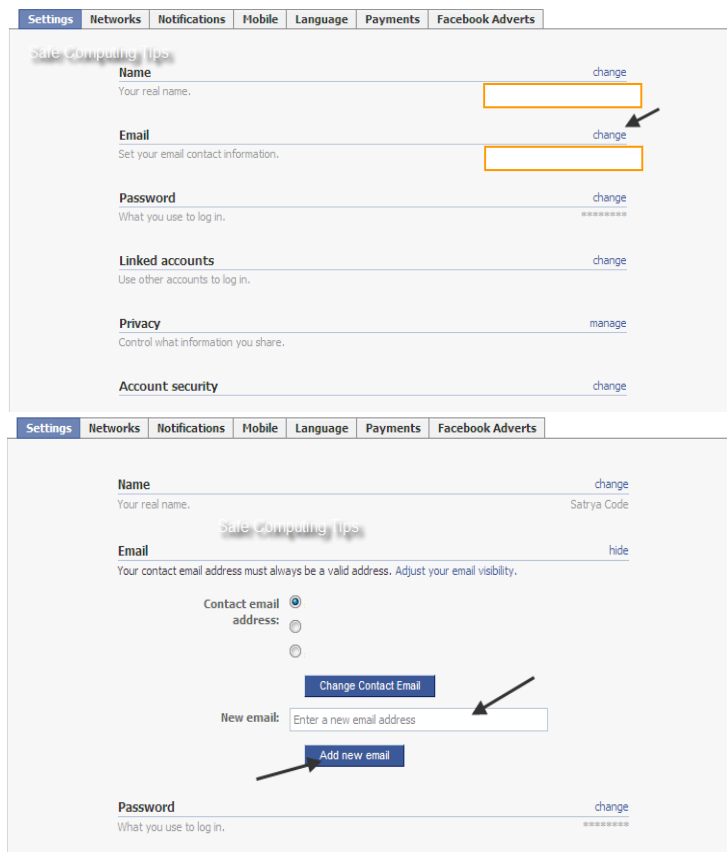 Settings Networks Notifications Mobile Language Payments Facebook Adverts
Safe Computing Tips
Name change
Your real name.
Email change
Set your email contact information.
Password change
What you use to log in. ********
Linked accounts change
Use other accounts to log in.
Privacy manage
Control what information you share.
Account security change
Settings Networks Notifications Mobile Language Payments Facebook Adverts
Name change
Your real name. Satrya Code
Safe Computing Tips
Email hide
Your contact email address must always be a valid address. Adjust your email visibility.
Contact email
address:
Change Contact Email
New email: Enter a new email address
Add new email
Password change
What you use to log in. ********